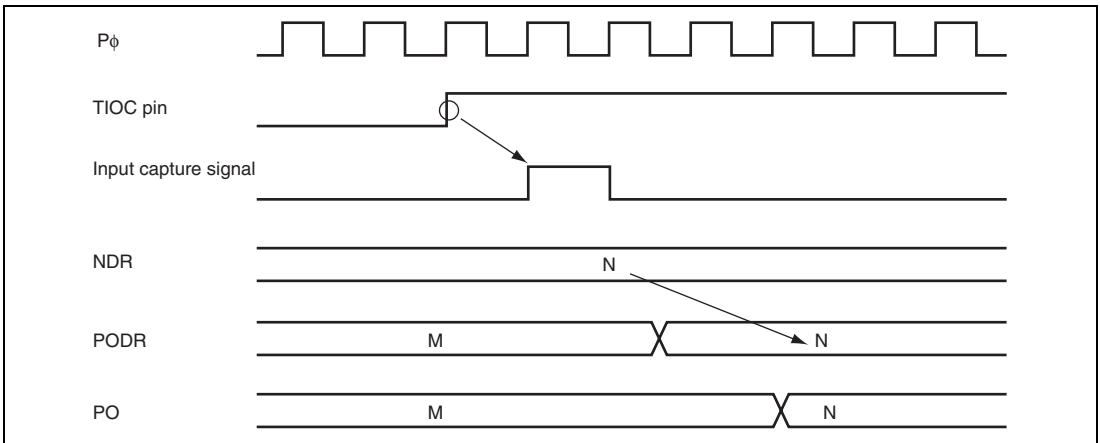 Pφ
TIOC pin
Input capture signal
NDR
N
PODR
M
N
PO
M
N